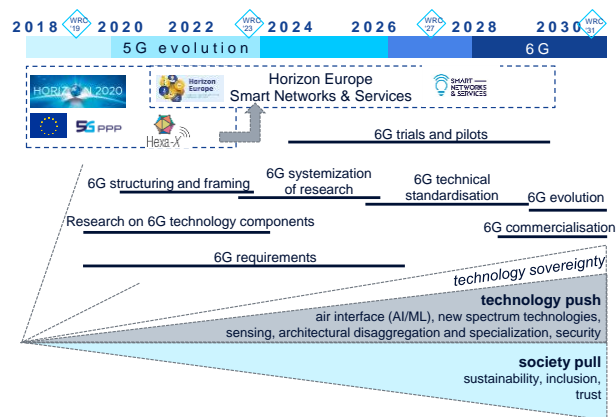 2018 WRC '19 2020 2022 WRC '23 2024 2026 WRC '27 2028 2030 WRC '31
5G evolution 6G
HORIZON 2020
Horizon
Europe
Horizon Europe
Smart Networks & Services
SMART
NETWORKS
& SERVICES
5G PPP
Hexa-X
6G trials and pilots
6G structuring and framing
6G systemization
of research
6G technical
standardisation
6G evolution
Research on 6G technology components
6G commercialisation
6G requirements
technology sovereignty
technology push
air interface (AI/ML), new spectrum technologies,
sensing, architectural disaggregation and specialization, security
society pull
sustainability, inclusion,
trust